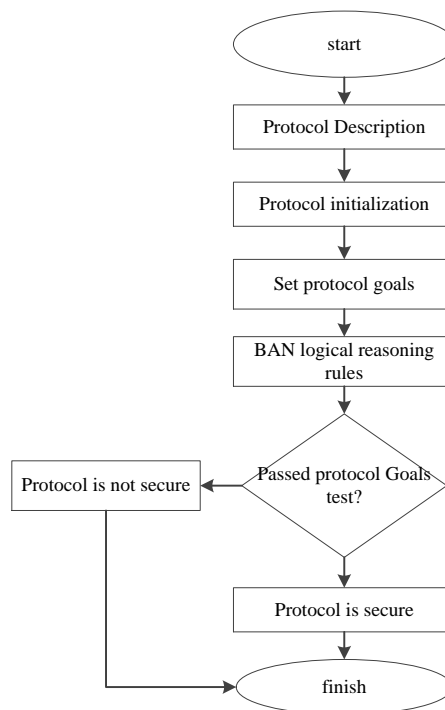 start
Protocol Description
Protocol initialization
Set protocol goals
BAN logical reasoning
rules
Passed protocol Goals
test?
Protocol is not secure
Protocol is secure
finish